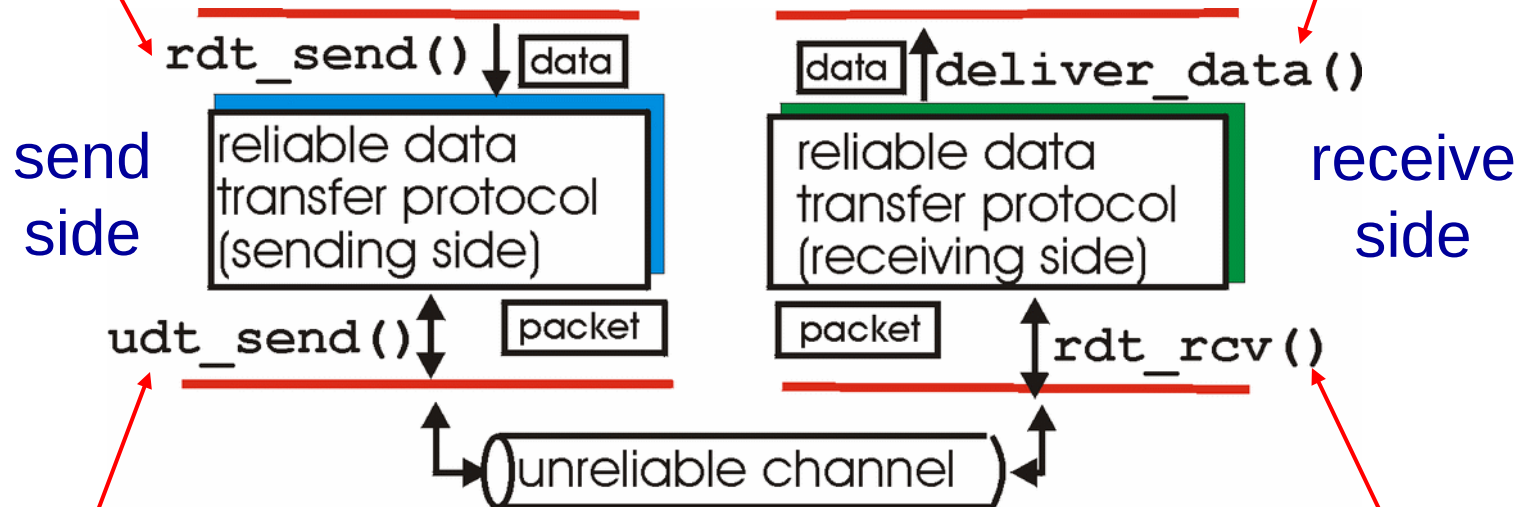 rdt_send()
data
data
deliver_data()
send
side
reliable data
transfer protocol
(sending side)
reliable data
transfer protocol
(receiving side)
receive
side
udt_send()
packet
packet
rdt_rcv()
unreliable channel